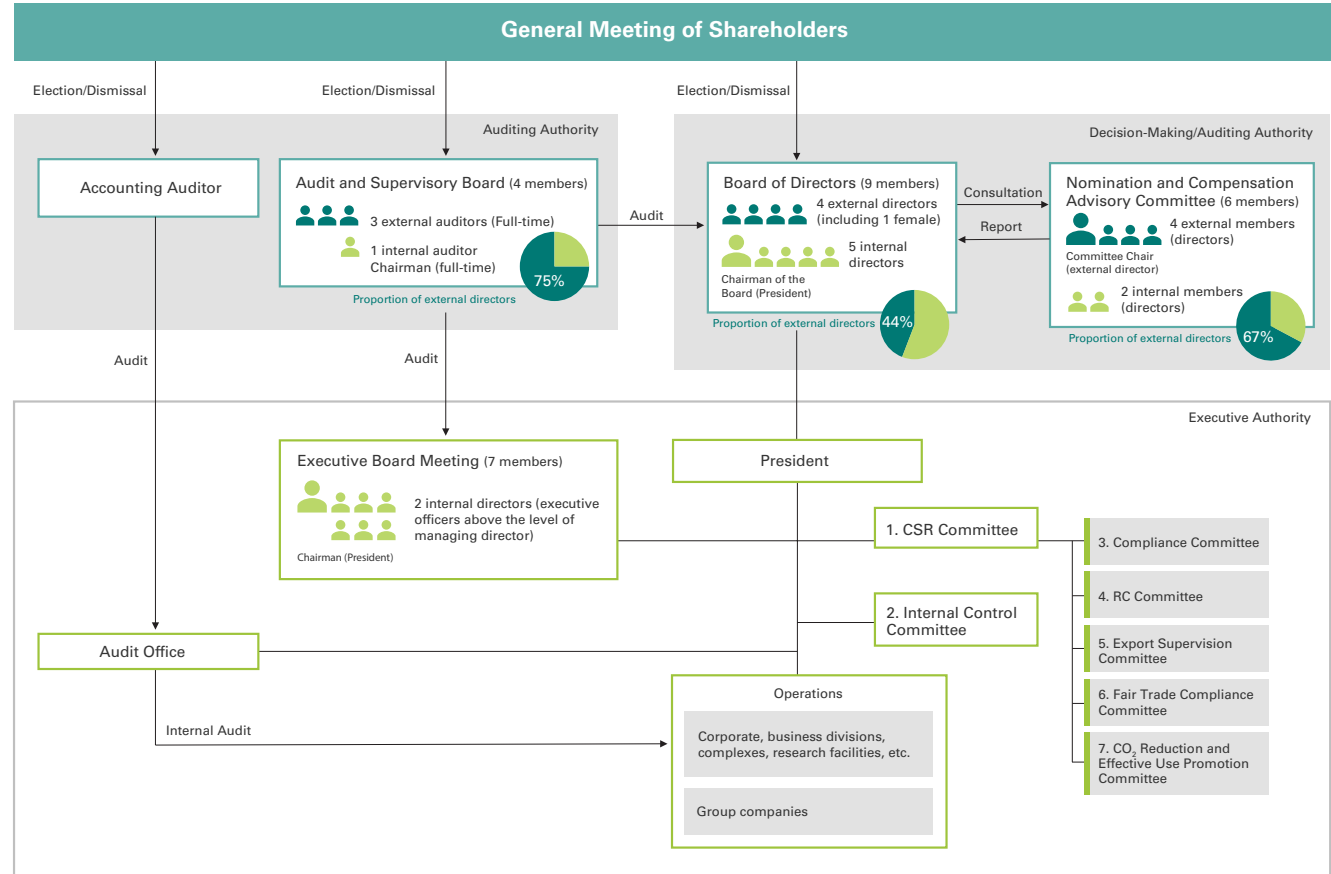 General Meeting of Shareholders
Election/Dismissal
Election/Dismissal
Election/Dismissal
Auditing Authority
Decision-Making/Auditing Authority
Accounting Auditor
Audit and Supervisory Board (4 members)
3 external auditors (Full-time)
1 internal auditor
Chairman (full-time)
75%
Proportion of external directors
Audit
Board of Directors (9 members)
4 external directors
(including 1 female)
5 internal
directors
Chairman of the
Board (President)
Proportion of external directors
44%
Consultation
Report
Nomination and Compensation
Advisory Committee (6 members)
4 external members
(directors)
Committee Chair
(external director)
2 internal members
(directors)
Proportion of external directors
67%
Audit
Audit
Executive Authority
Executive Board Meeting (7 members)
2 internal directors (executive
officers above the level of
managing director)
Chairman (President)
President
1. CSR Committee
2. Internal Control
Committee
3. Compliance Committee
4. RC Committee
5. Export Supervision
Committee
6. Fair Trade Compliance
Committee
7. CO₂ Reduction and
Effective Use Promotion
Committee
Audit Office
Internal Audit
Operations
Corporate, business divisions,
complexes, research facilities, etc.
Group companies